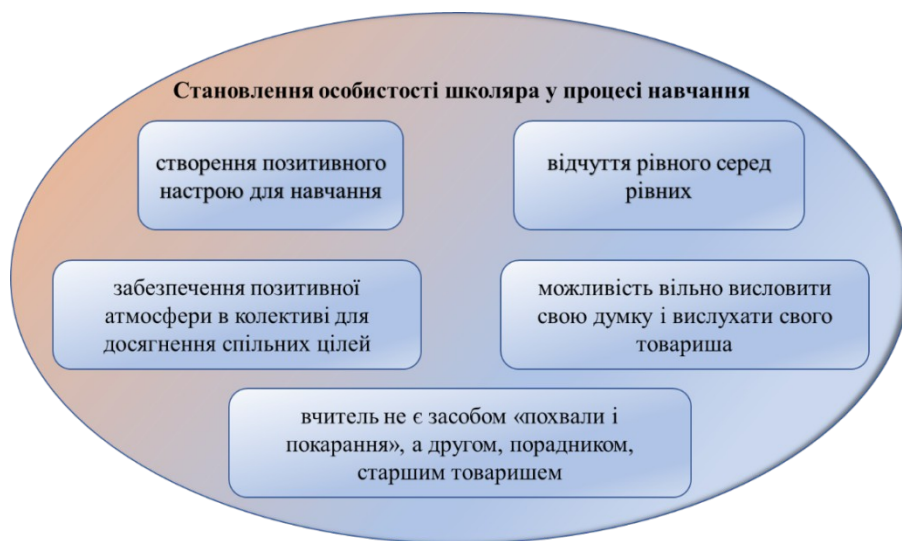 Становлення особистості школяра у процесі навчання
створення позитивного
настрою для навчання
відчуття рівного серед
рівних
забезпечення позитивної
атмосфери в колективі для
досягнення спільних цілей
можливість вільно висловити
свою думку і вислухати свого
товариша
вчитель не є засобом «похвали і
покарання», а другом, порадником,
старшим товаришем